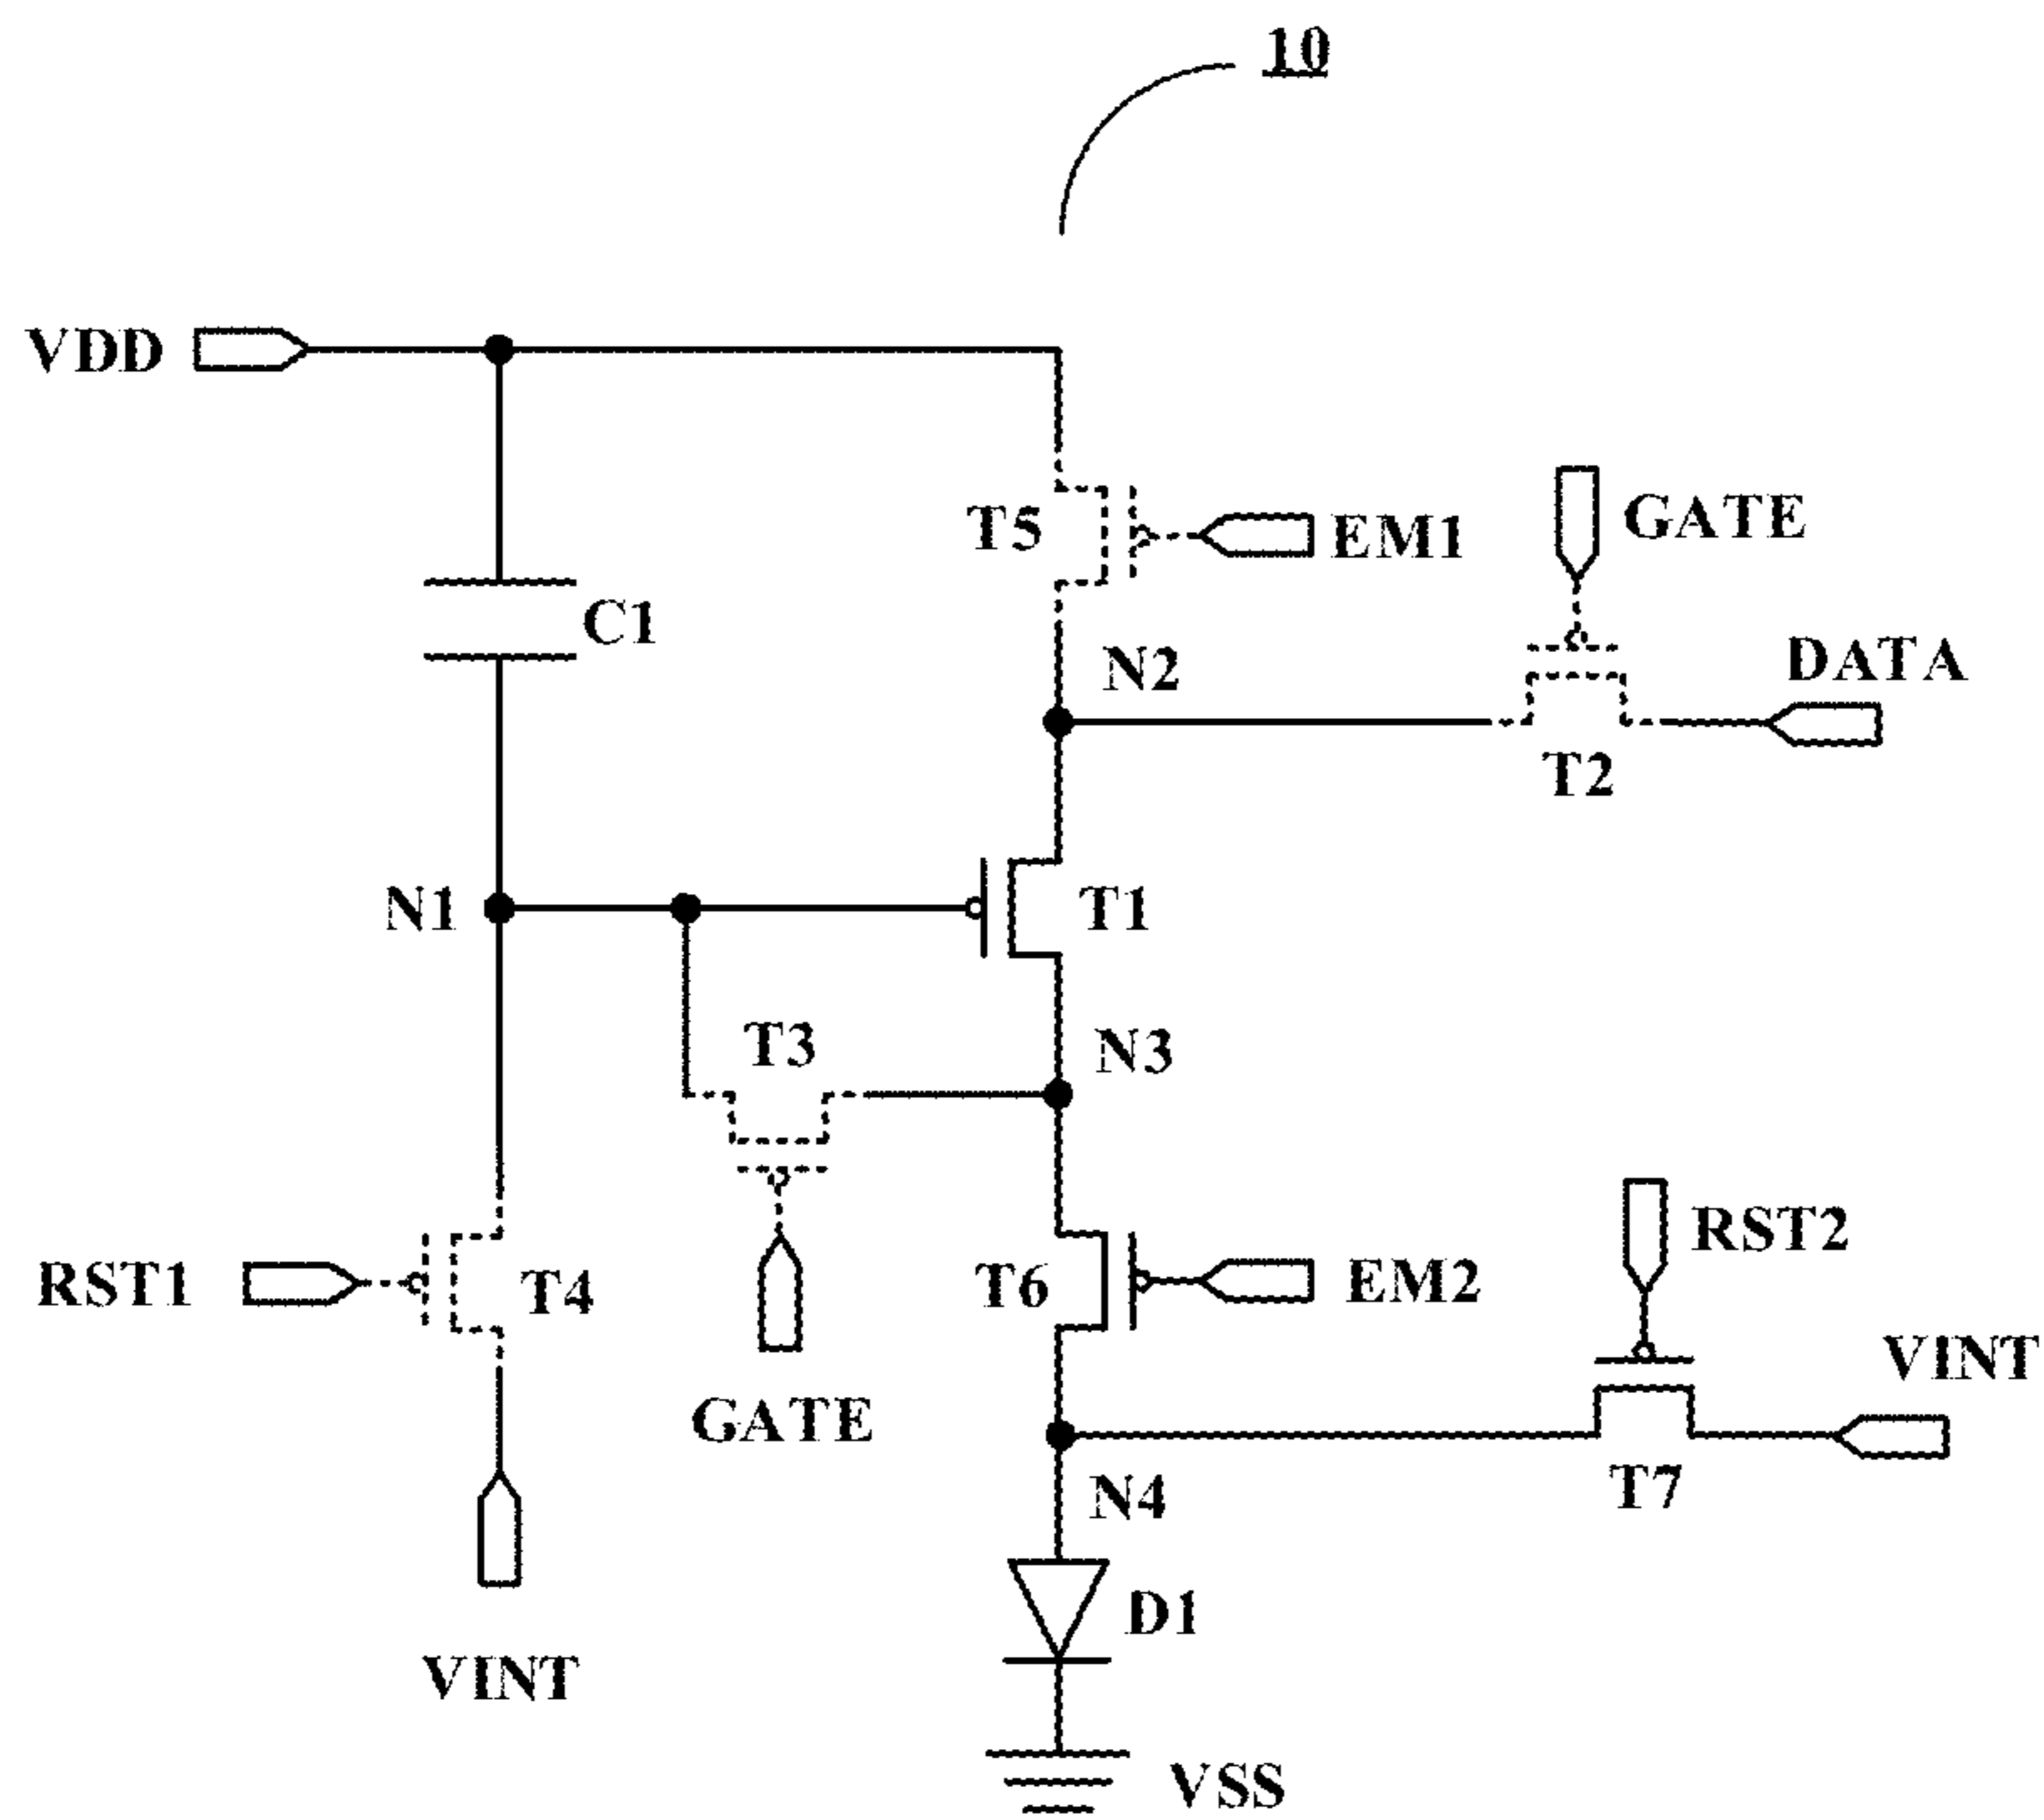 10
VDD
T5
EM1
GATE
C1
N2
DATA
T2
N1
T1
T3
N3
RST1
T4
T6
EM2
RST2
GATE
VINT
N4
T7
D1
VINT
VSS